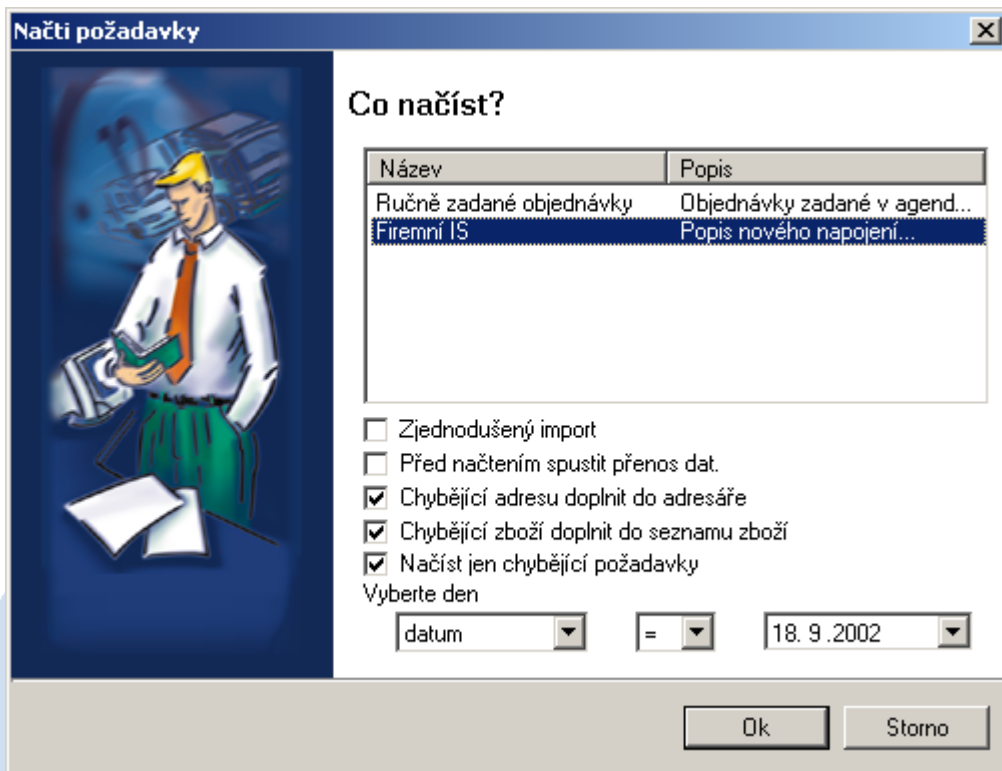 Načti požadavky
Co načíst?
Název Popis
Ručně zadané objednávky Objednávky zadané v agend...
Firemní IS Popis nového napojení...
Zjednodušený import
Před načtením spustit přenos dat.
Chybějící adresu doplnit do adresáře
Chybějící zboží doplnit do seznamu zboží
Načíst jen chybějící požadavky
Vyberte den
datum = 18. 9 .2002
Ok Storno